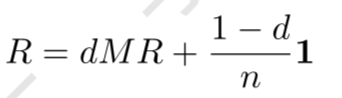 R = dMR + \frac{1 - d}{n} \mathbf{1}